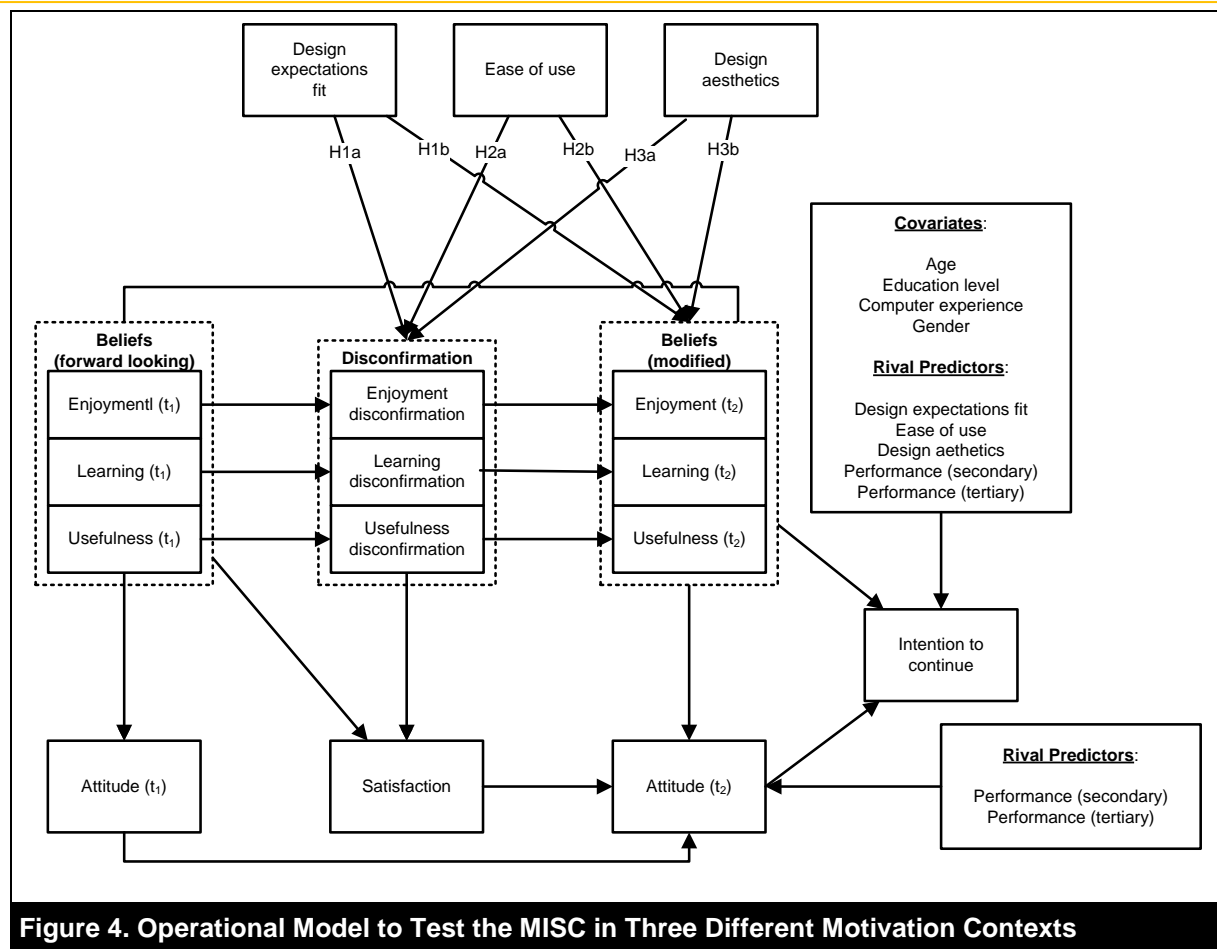 Design
expectations
fit
Ease of use
Design
aesthetics
H1a
H1b
H2a
H2b
H3a
H3b
Covariates:
Age
Education level
Computer experience
Gender
Rival Predictors:
Design expectations fit
Ease of use
Design aethetics
Performance (secondary)
Performance (tertiary)
Beliefs
(forward looking)
Enjoymentl (t1)
Learning (t1)
Usefulness (t1)
Disconfirmation
Enjoyment
disconfirmation
Learning
disconfirmation
Usefulness
disconfirmation
Beliefs
(modified)
Enjoyment (t2)
Learning (t2)
Usefulness (t2)
Intention to
continue
Attitude (t1)
Satisfaction
Attitude (t2)
Rival Predictors:
Performance (secondary)
Performance (tertiary)
Figure 4. Operational Model to Test the MISC in Three Different Motivation Contexts